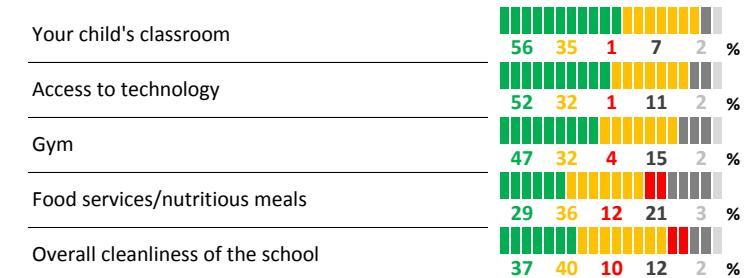 Your child's classroom
56 35 1 7 2 %
Access to technology
52 32 1 11 2 %
Gym
47 32 4 15 2 %
Food services/nutritious meals
29 36 12 21 3 %
Overall cleanliness of the school
37 40 10 12 2 %